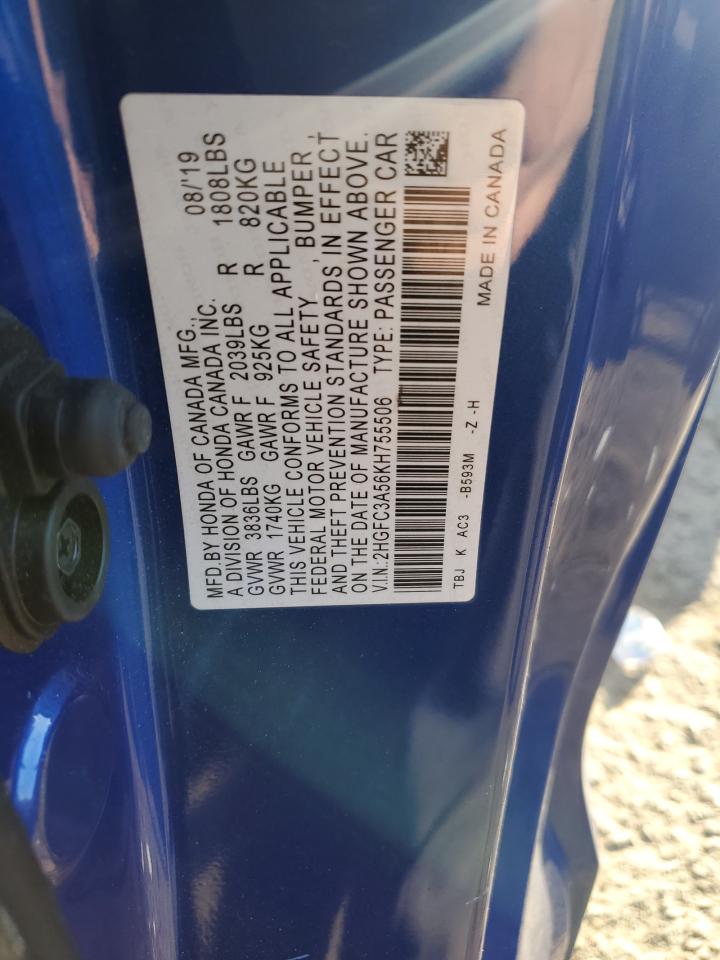 MFD.BY HONDA OF CANADA MFG., 08/'19
A DIVISION OF HONDA CANADA INC.
GVWR 3836LBS GAWR F 2039LBS R 1808LBS
GVWR 1740KG GAWR F 925KG R 820KG
THIS VEHICLE CONFORMS TO ALL APPLICABLE
FEDERAL MOTOR VEHICLE SAFETY , BUMPER ,
AND THEFT PREVENTION STANDARDS IN EFFECT
ON THE DATE OF MANUFACTURE SHOWN ABOVE.
V.I.N.:2HGFC3A56KH755506 TYPE: PASSENGER CAR
TBJ K AC3 -B593M -Z -H
MADE IN CANADA